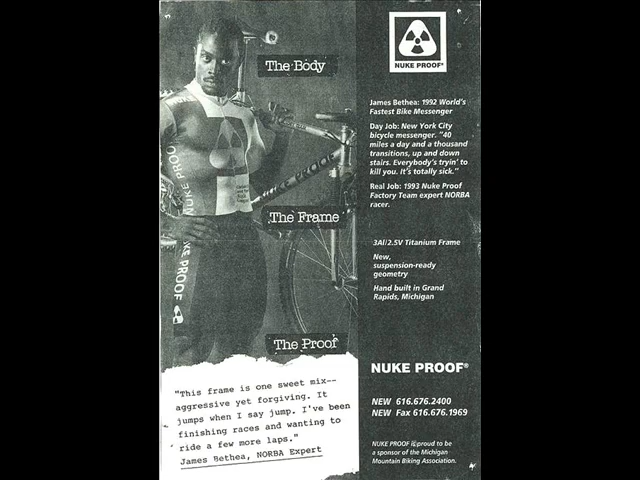 The Body
NUKE PROOF
NUKE PROOF
The Frame
NUKE PROOF
The Proof
"This frame is one sweet mix--
aggressive yet forgiving. It
jumps when I say jump. I've been
finishing races and wanting to
ride a few more laps."
James Bethea, NORBA Expert
NUKE PROOF®
James Bethea: 1992 World's
Fastest Bike Messenger
Day Job: New York City
bicycle messenger. "40
miles a day and a thousand
transitions, up and down
stairs. Everybody's tryin' to
kill you. It's totally sick."
Real Job: 1993 Nuke Proof
Factory Team expert NORBA
racer.
3Al/2.5V Titanium Frame
New,
suspension-ready
geometry
Hand built in Grand
Rapids, Michigan
NUKE PROOF®
NEW 616.676.2400
NEW Fax 616.676.1969
NUKE PROOF is proud to be
a sponsor of the Michigan
Mountain Biking Association.